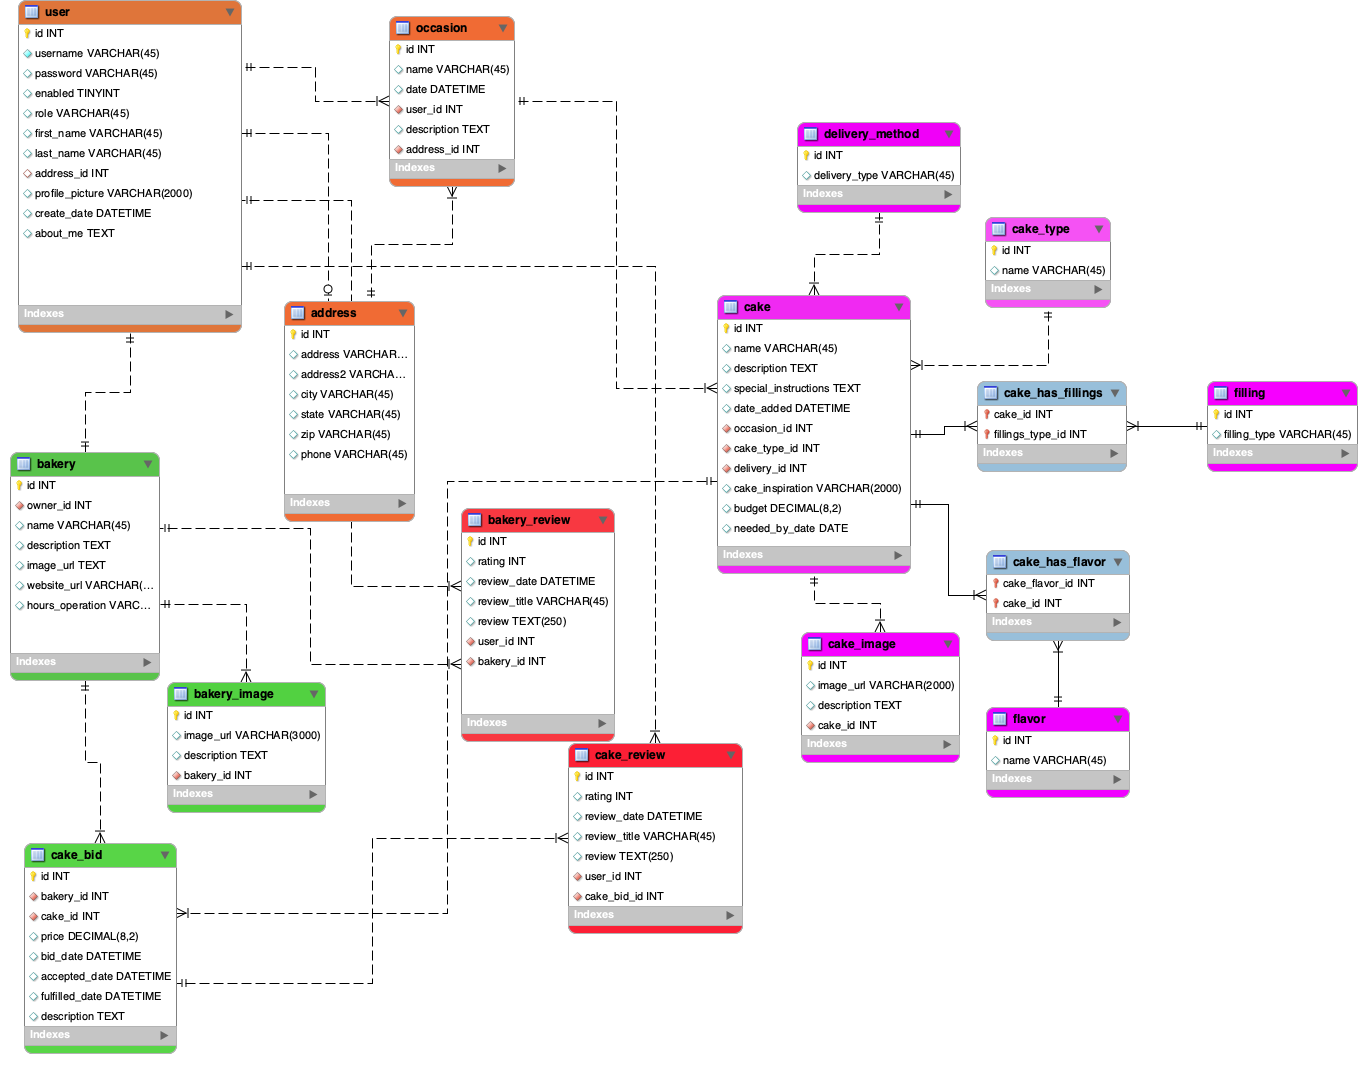 user
id INT
username VARCHAR(45)
password VARCHAR(45)
enabled TINYINT
role VARCHAR(45)
first_name VARCHAR(45)
last_name VARCHAR(45)
address_id INT
profile_picture VARCHAR(2000)
create_date DATETIME
about_me TEXT
Indexes
occasion
id INT
name VARCHAR(45)
date DATETIME
user_id INT
description TEXT
address_id INT
Indexes
delivery_method
id INT
delivery_type VARCHAR(45)
Indexes
cake_type
id INT
name VARCHAR(45)
Indexes
address
id INT
address VARCHAR...
address2 VARCHA...
city VARCHAR(45)
state VARCHAR(45)
zip VARCHAR(45)
phone VARCHAR(45)
Indexes
cake
id INT
name VARCHAR(45)
description TEXT
special_instructions TEXT
date_added DATETIME
occasion_id INT
cake_type_id INT
delivery_id INT
cake_inspiration VARCHAR(2000)
budget DECIMAL(8,2)
needed_by_date DATE
Indexes
cake_has_fillings
cake_id INT
fillings_type_id INT
Indexes
filling
id INT
filling_type VARCHAR(45)
Indexes
bakery
id INT
owner_id INT
name VARCHAR(45)
description TEXT
image_url TEXT
website_url VARCHAR(...
hours_operation VARC...
Indexes
bakery_review
id INT
rating INT
review_date DATETIME
review_title VARCHAR(45)
review TEXT(250)
user_id INT
bakery_id INT
Indexes
cake_has_flavor
cake_flavor_id INT
cake_id INT
Indexes
cake_image
id INT
image_url VARCHAR(2000)
description TEXT
cake_id INT
Indexes
bakery_image
id INT
image_url VARCHAR(3000)
description TEXT
bakery_id INT
Indexes
flavor
id INT
name VARCHAR(45)
Indexes
cake_review
id INT
rating INT
review_date DATETIME
review_title VARCHAR(45)
review TEXT(250)
user_id INT
cake_bid_id INT
Indexes
cake_bid
id INT
bakery_id INT
cake_id INT
price DECIMAL(8,2)
bid_date DATETIME
accepted_date DATETIME
fulfilled_date DATETIME
description TEXT
Indexes